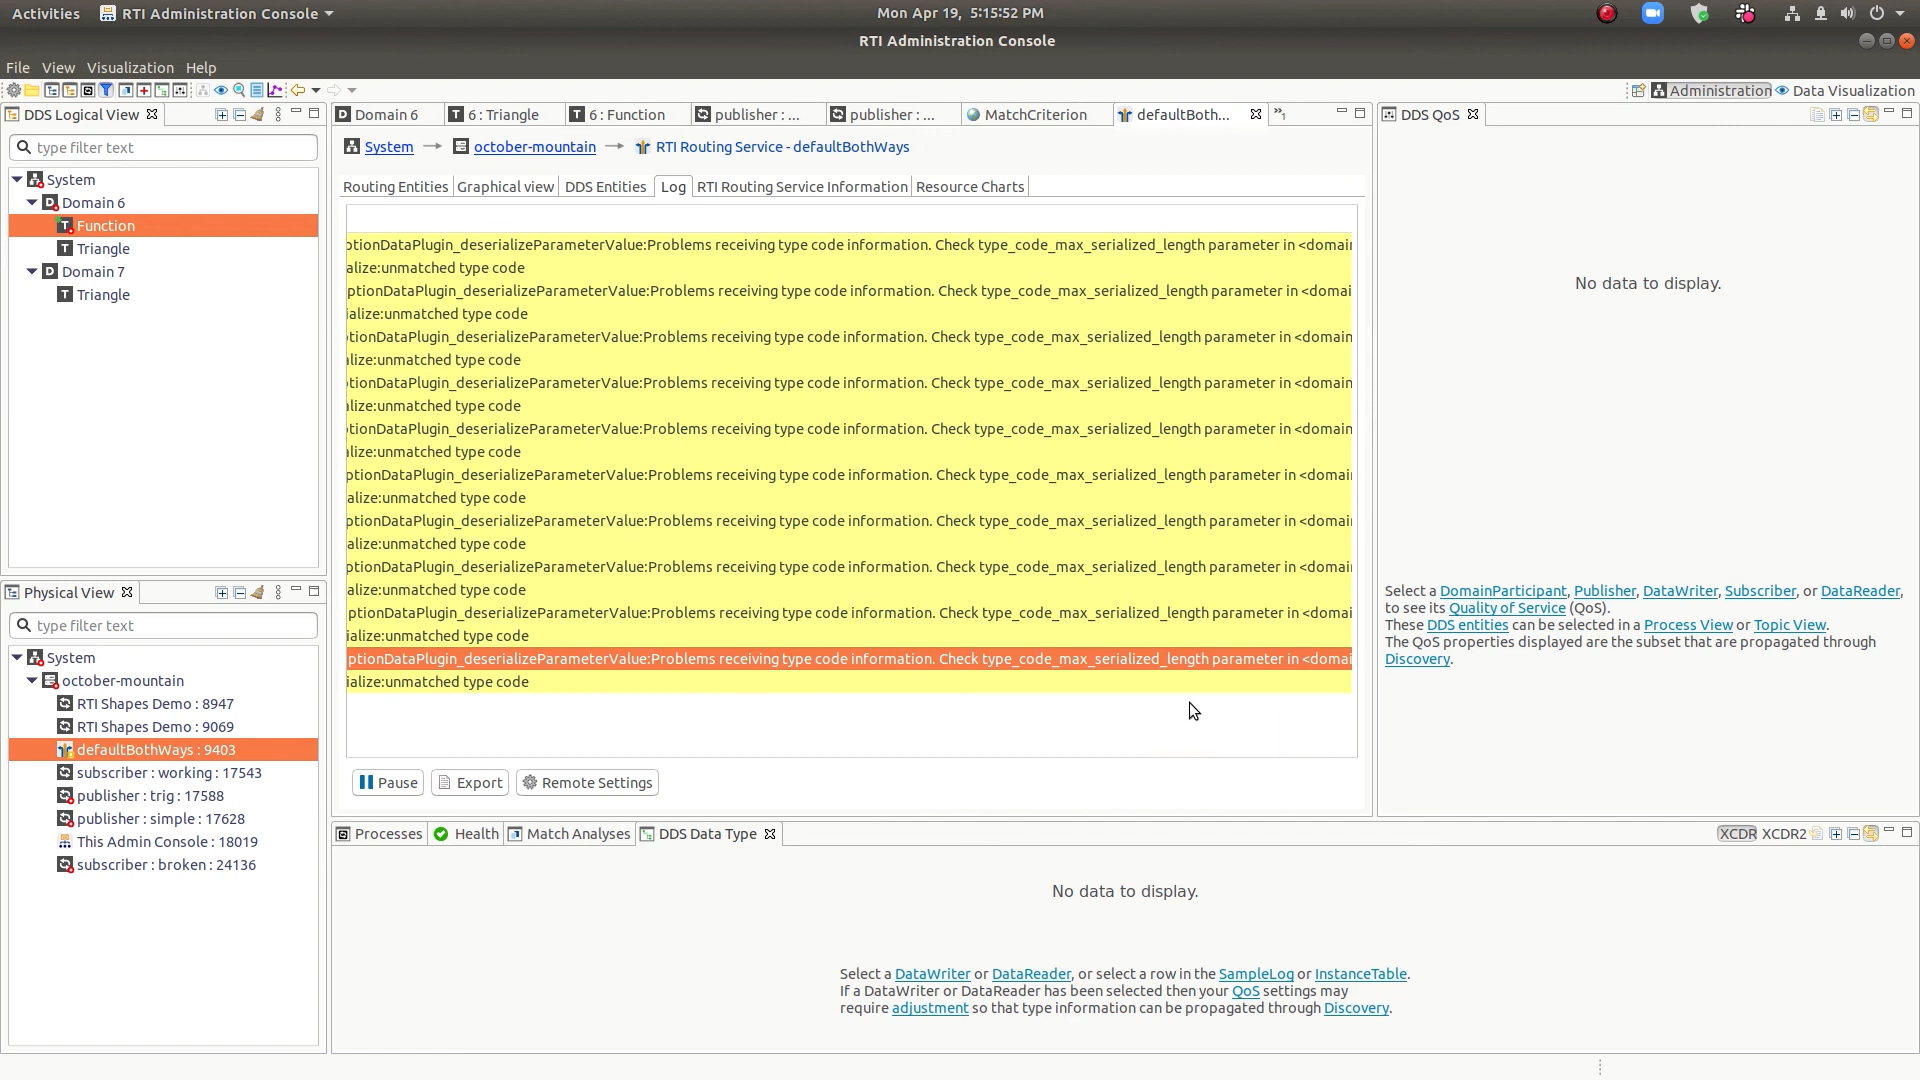 Activities RTI Administration Console Mon Apr 19, 5:15:52 PM
RTI Administration Console
File View Visualization Help
Administration Data Visualization
DDS Logical View
type filter text
System
Domain 6
Function
Triangle
Domain 7
Triangle
Physical View
type filter text
System
october-mountain
RTI Shapes Demo : 8947
RTI Shapes Demo : 9069
defaultBothWays : 9403
subscriber : working : 17543
publisher : trig : 17588
publisher : simple : 17628
This Admin Console : 18019
subscriber : broken : 24136
Domain 6 6 : Triangle 6 : Function publisher : ... publisher : ... MatchCriterion defaultBoth... »1
System → october-mountain → RTI Routing Service - defaultBothWays
Routing Entities Graphical view DDS Entities Log RTI Routing Service Information Resource Charts
otionDataPlugin_deserializeParameterValue:Problems receiving type code information. Check type_code_max_serialized_length parameter in <domain
alize:unmatched type code
ptionDataPlugin_deserializeParameterValue:Problems receiving type code information. Check type_code_max_serialized_length parameter in <domai
ialize:unmatched type code
tionDataPlugin_deserializeParameterValue:Problems receiving type code information. Check type_code_max_serialized_length parameter in <domain
alize:unmatched type code
tionDataPlugin_deserializeParameterValue:Problems receiving type code information. Check type_code_max_serialized_length parameter in <domain
alize:unmatched type code
tionDataPlugin_deserializeParameterValue:Problems receiving type code information. Check type_code_max_serialized_length parameter in <domain
alize:unmatched type code
ptionDataPlugin_deserializeParameterValue:Problems receiving type code information. Check type_code_max_serialized_length parameter in <domai
alize:unmatched type code
ptionDataPlugin_deserializeParameterValue:Problems receiving type code information. Check type_code_max_serialized_length parameter in <domai
alize:unmatched type code
ptionDataPlugin_deserializeParameterValue:Problems receiving type code information. Check type_code_max_serialized_length parameter in <domai
alize:unmatched type code
ptionDataPlugin_deserializeParameterValue:Problems receiving type code information. Check type_code_max_serialized_length parameter in <domai
ialize:unmatched type code
ptionDataPlugin_deserializeParameterValue:Problems receiving type code information. Check type_code_max_serialized_length parameter in <domai
ialize:unmatched type code
Pause Export Remote Settings
DDS QoS
No data to display.
Select a DomainParticipant, Publisher, DataWriter, Subscriber, or DataReader,
to see its Quality of Service (QoS).
These DDS entities can be selected in a Process View or Topic View.
The QoS properties displayed are the subset that are propagated through
Discovery.
Processes Health Match Analyses DDS Data Type XCDR XCDR2
No data to display.
Select a DataWriter or DataReader, or select a row in the SampleLog or InstanceTable.
If a DataWriter or DataReader has been selected then your QoS settings may
require adjustment so that type information can be propagated through Discovery.